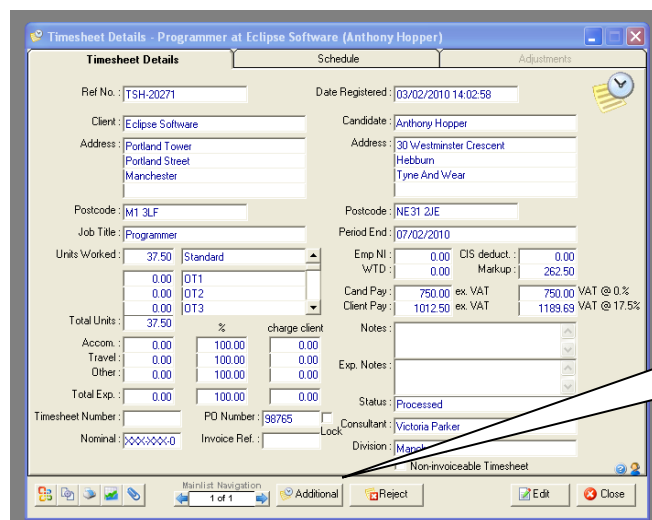 Timesheet Details - Programmer at Eclipse Software (Anthony Hopper)
Timesheet Details Schedule Adjustments
Ref No. : TSH-20271 Date Registered : 03/02/2010 14:02:58
Client : Eclipse Software Candidate : Anthony Hopper
Address : Portland Tower Address : 30 Westminster Crescent
Portland Street Hebburn
Manchester Tyne And Wear
Postcode : M1 3LF Postcode : NE31 2JE
Job Title : Programmer Period End : 07/02/2010
Units Worked : 37.50 Standard Emp NI : 0.00 CIS deduct. : 0.00
0.00 OT1 WTD : 0.00 Markup : 262.50
0.00 OT2 Cand Pay : 750.00 ex. VAT 750.00 VAT @ 0.%
0.00 OT3 Client Pay : 1012.50 ex. VAT 1189.69 VAT @ 17.5%
Total Units : 37.50 % charge client Notes :
Accom. : 0.00 100.00 0.00
Travel : 0.00 100.00 0.00
Other : 0.00 100.00 0.00 Exp. Notes :
Total Exp. : 0.00 100.00 0.00 Status : Processed
Timesheet Number : PO Number : 98765 Lock Consultant : Victoria Parker
Nominal : XXX-XXX-0 Invoice Ref. : Division :
Non-invoiceable Timesheet
Mainlist Navigation
1 of 1 Additional Reject Edit Close